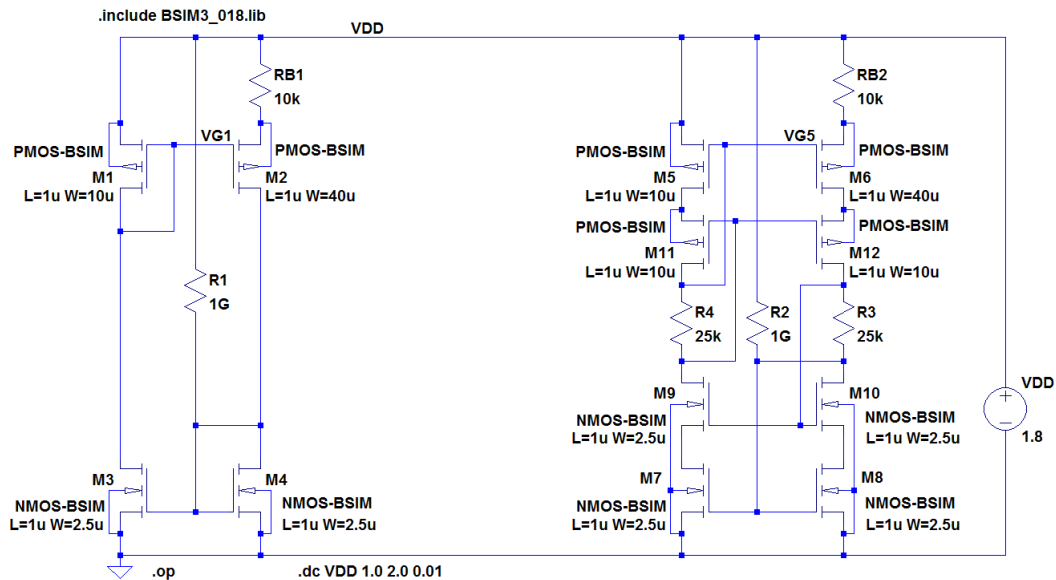 .include BSIM3_018.lib
VDD
RB1
10k
RB2
10k
VG1
VG5
PMOS-BSIM
M1
L=1u W=10u
PMOS-BSIM
M2
L=1u W=40u
PMOS-BSIM
M5
L=1u W=10u
PMOS-BSIM
M6
L=1u W=40u
PMOS-BSIM
M11
L=1u W=10u
PMOS-BSIM
M12
L=1u W=10u
R1
1G
R4
25k
R2
1G
R3
25k
M9
NMOS-BSIM
L=1u W=2.5u
M10
NMOS-BSIM
L=1u W=2.5u
VDD
+
−
1.8
M3
NMOS-BSIM
L=1u W=2.5u
M4
NMOS-BSIM
L=1u W=2.5u
M7
NMOS-BSIM
L=1u W=2.5u
M8
NMOS-BSIM
L=1u W=2.5u
.op
.dc VDD 1.0 2.0 0.01